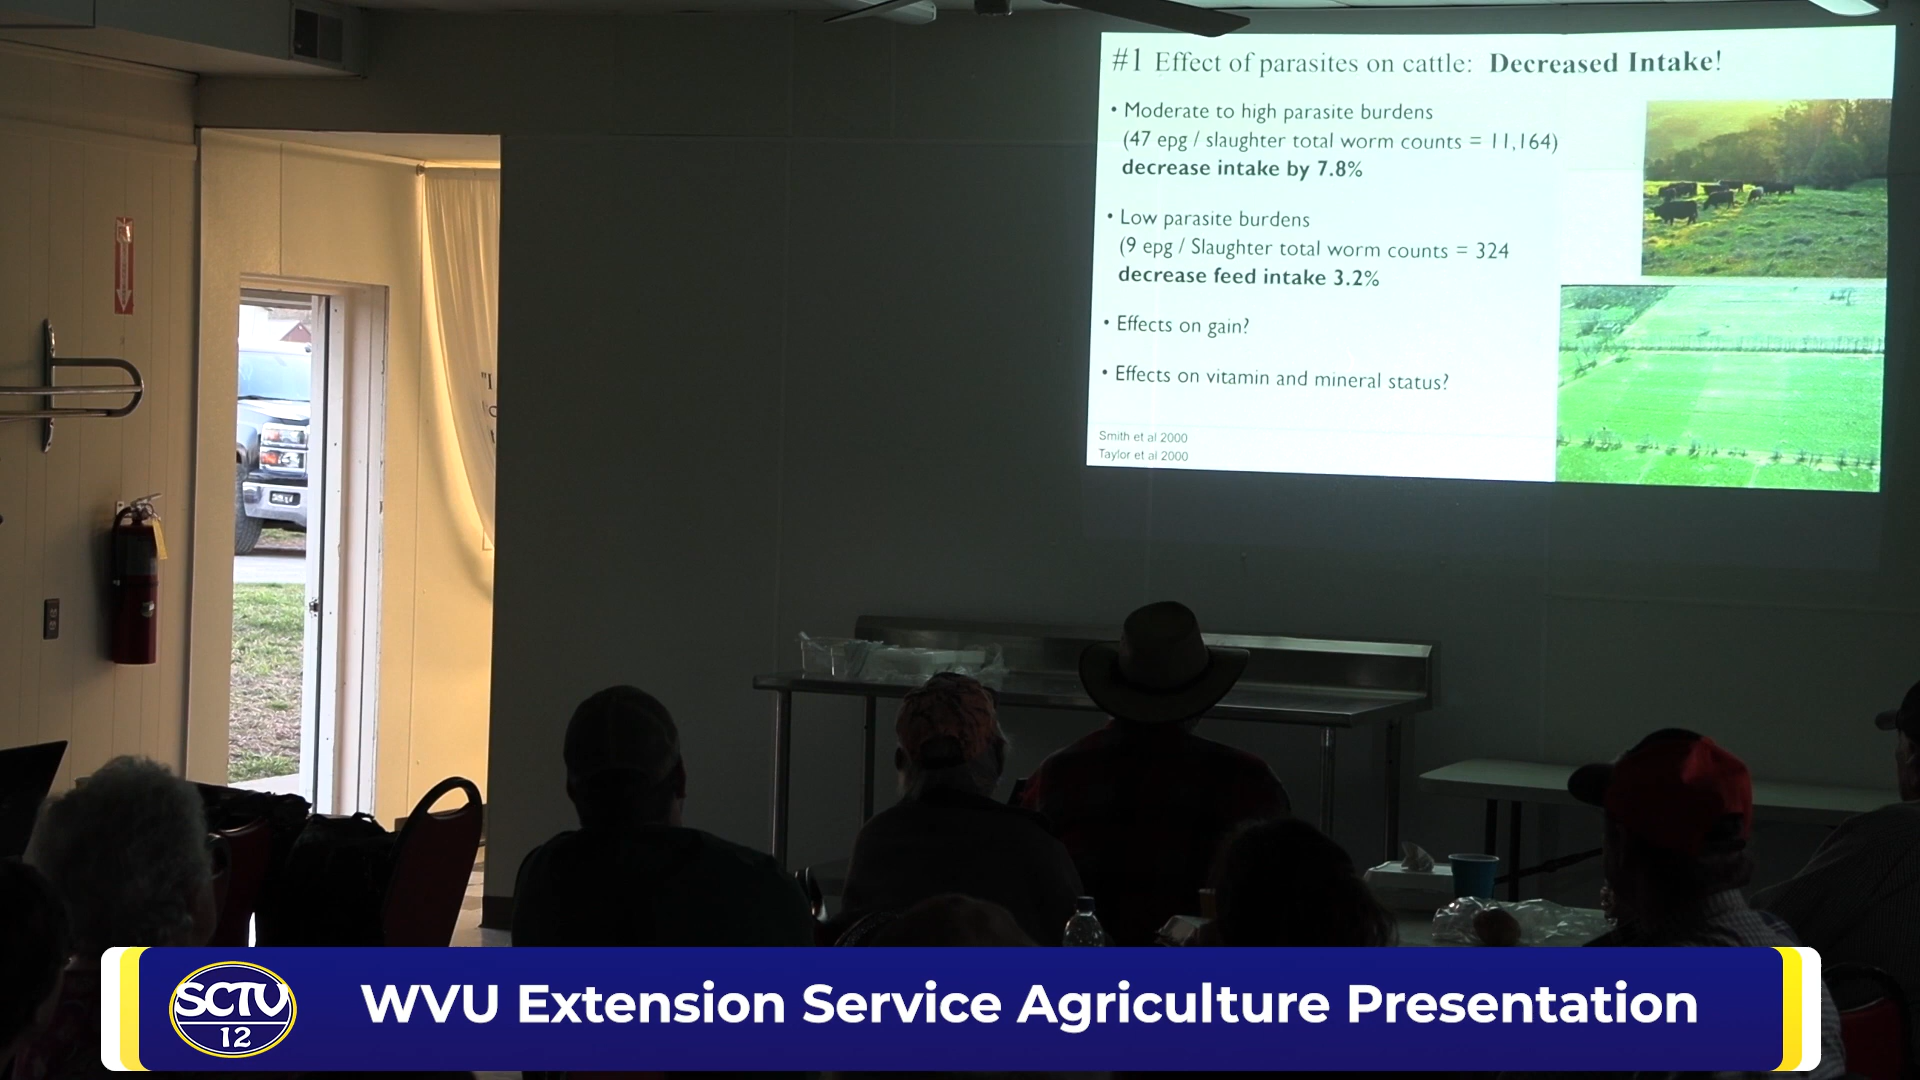 #1 Effect of parasites on cattle: Decreased Intake!
• Moderate to high parasite burdens
(47 epg / slaughter total worm counts = 11,164)
decrease intake by 7.8%
• Low parasite burdens
(9 epg / Slaughter total worm counts = 324
decrease feed intake 3.2%
• Effects on gain?
• Effects on vitamin and mineral status?
Smith et al 2000
Taylor et al 2000
SCTV
12
WVU Extension Service Agriculture Presentation